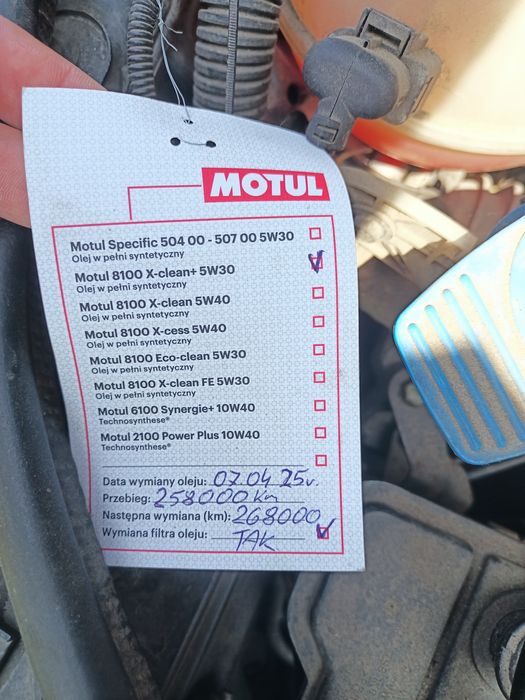 MOTUL
Motul Specific 504 00 - 507 00 5W30
Olej w pełni syntetyczny
Motul 8100 X-clean+ 5W30
Olej w pełni syntetyczny
Motul 8100 X-clean 5W40
Olej w pełni syntetyczny
Motul 8100 X-cess 5W40
Olej w pełni syntetyczny
Motul 8100 Eco-clean 5W30
Olej w pełni syntetyczny
Motul 8100 X-clean FE 5W30
Olej w pełni syntetyczny
Motul 6100 Synergie+ 10W40
Technosynthese®
Motul 2100 Power Plus 10W40
Technosynthese®
Data wymiany oleju: 07.04.25r.
Przebieg: 258000 km
Następna wymiana (km): 268000
Wymiana filtra oleju: TAK